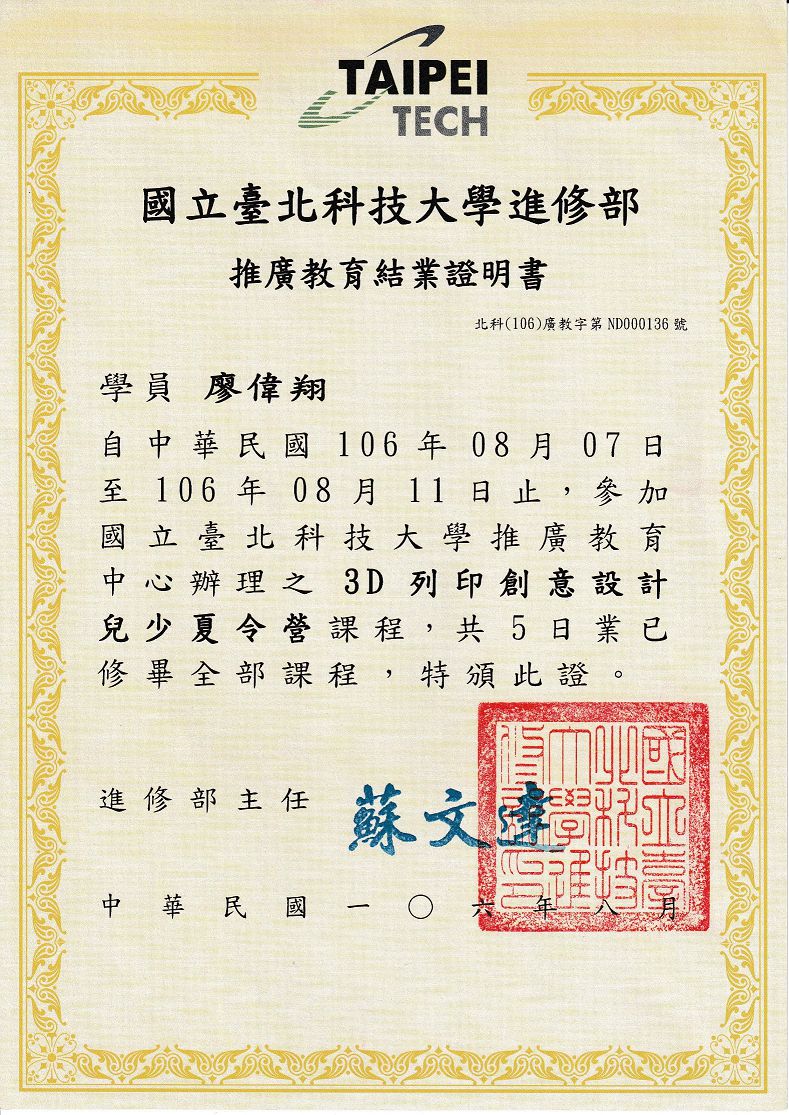 TAIPEI
TECH
國立臺北科技大學進修部
推廣教育結業證明書
北科(106)廣教字第 ND000136 號
學員 廖偉翔
自中華民國 106 年 08 月 07 日
至 106 年 08 月 11 日止，參加
國立臺北科技大學推廣教育
中心辦理之 3D 列印創意設計
兒少夏令營課程，共 5 日業已
修畢全部課程，特頒此證。
進修部主任 蘇文達
國立臺北科技大學進修部印
中華民國一〇六年八月